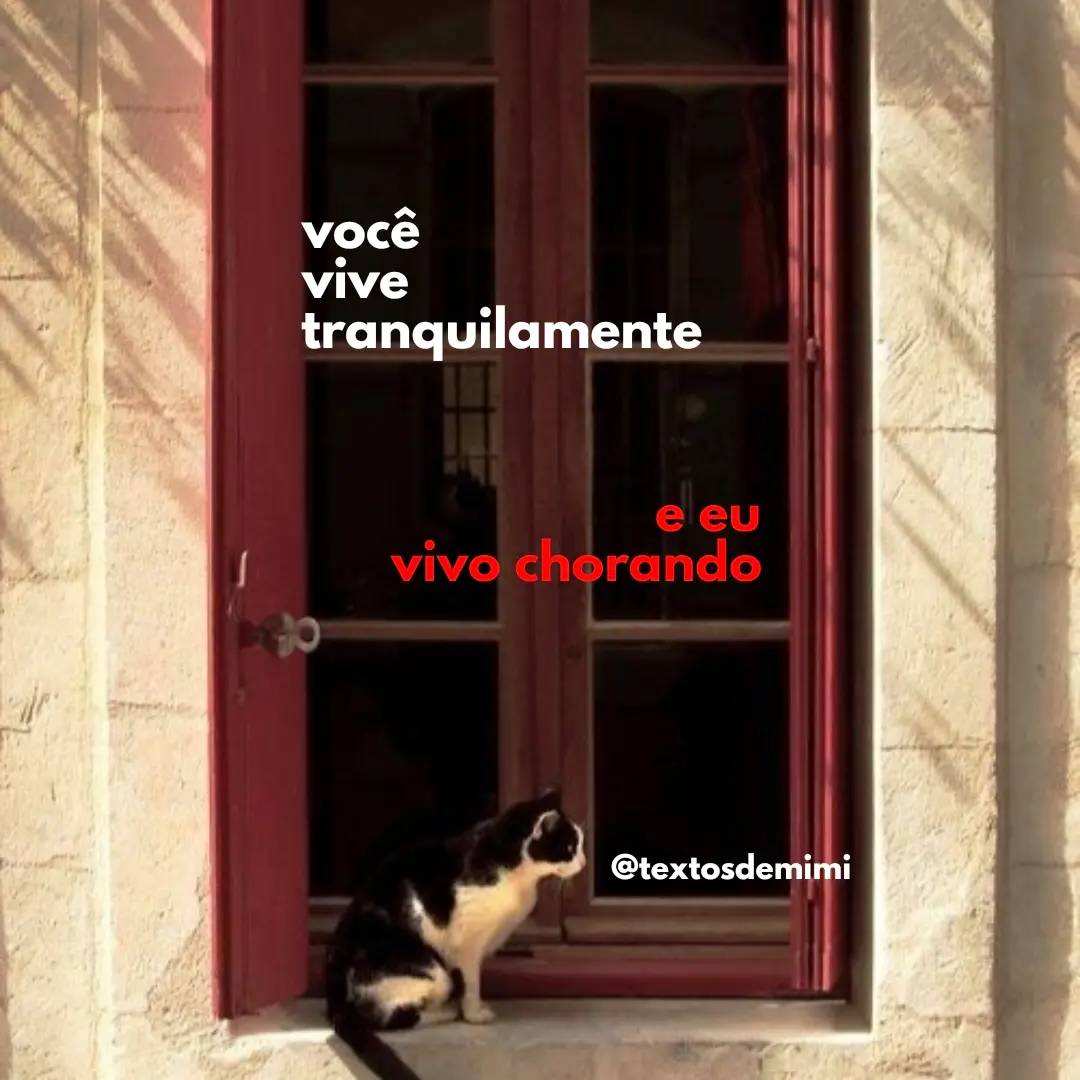 você
vive
tranquilamente
e eu
vivo chorando
@textosdemimi